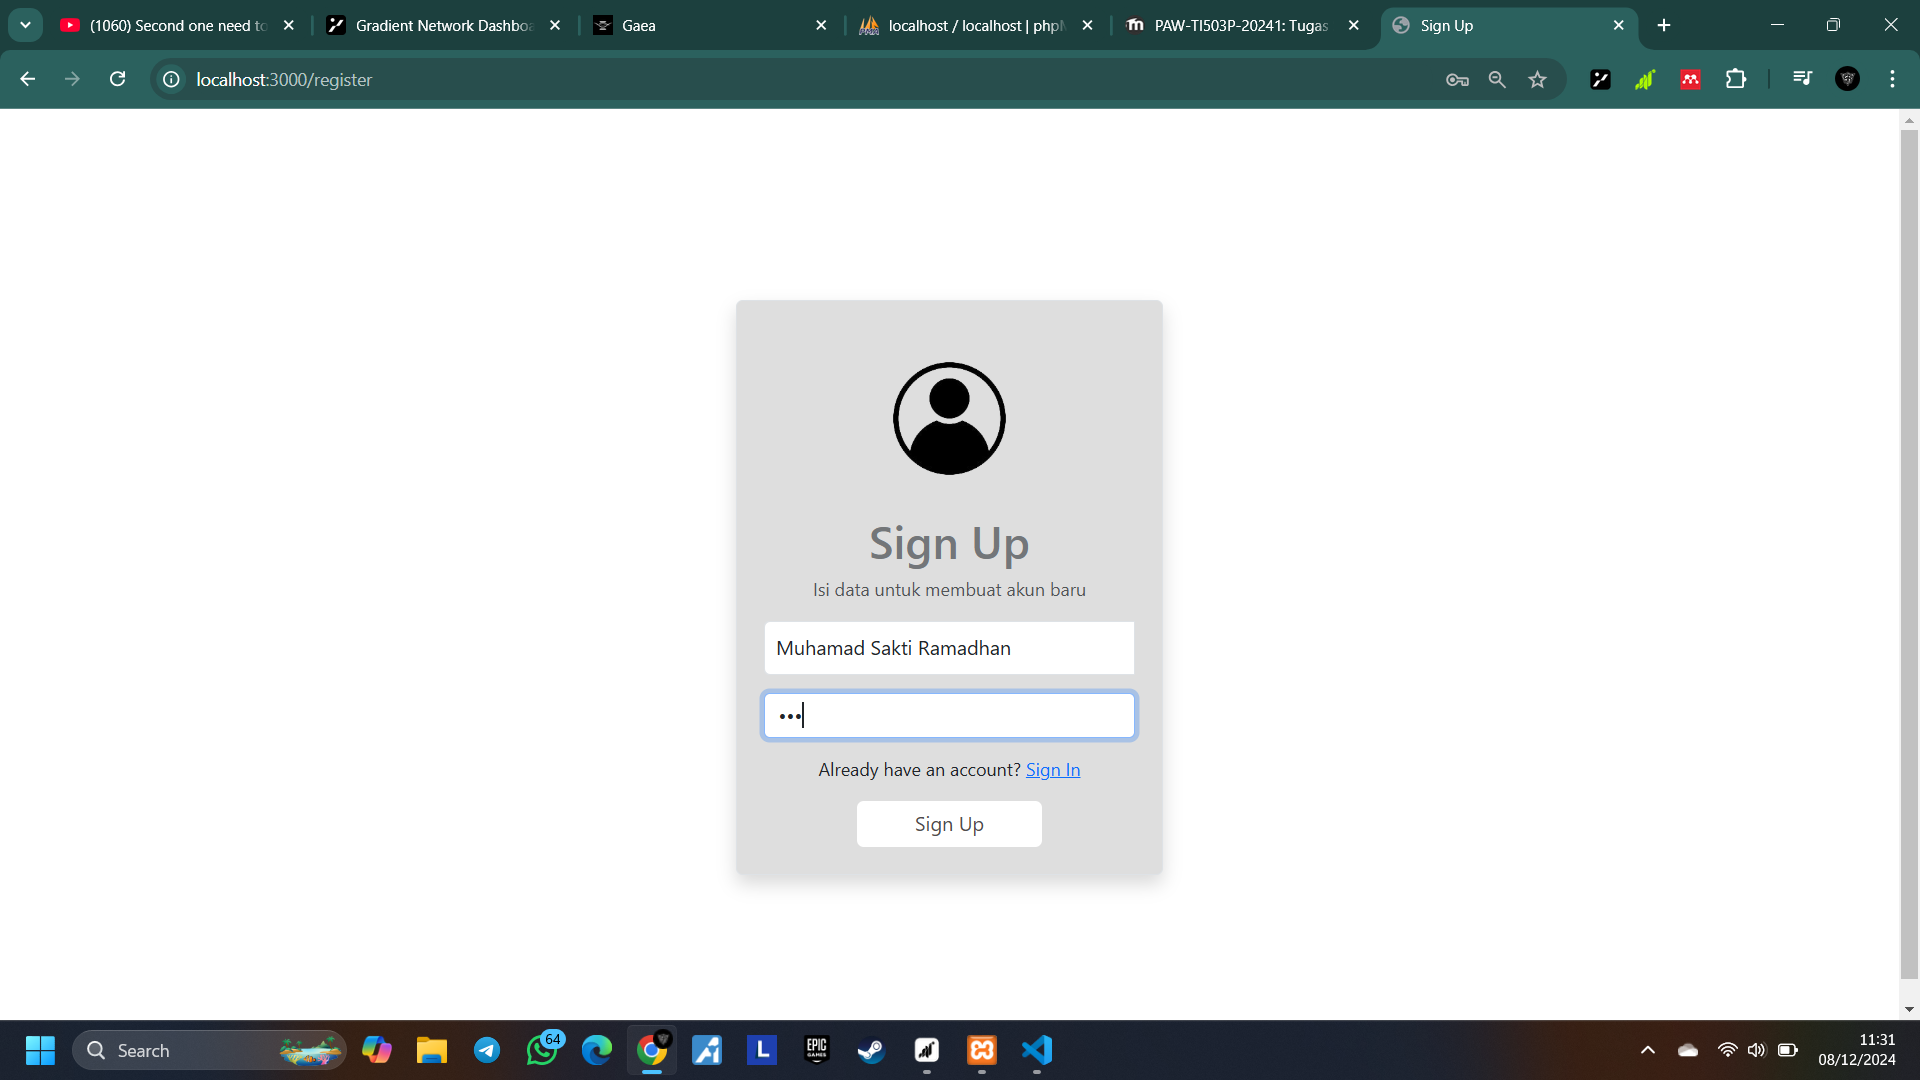 (1060) Second one need to
Gradient Network Dashboa
Gaea
localhost / localhost | phpM
PAW-TI503P-20241: Tugas
Sign Up
localhost:3000/register
Sign Up
Isi data untuk membuat akun baru
Muhamad Sakti Ramadhan
•••
Already have an account? Sign In
Sign Up
Search
64
L
EPIC
GAMES
11:31
08/12/2024